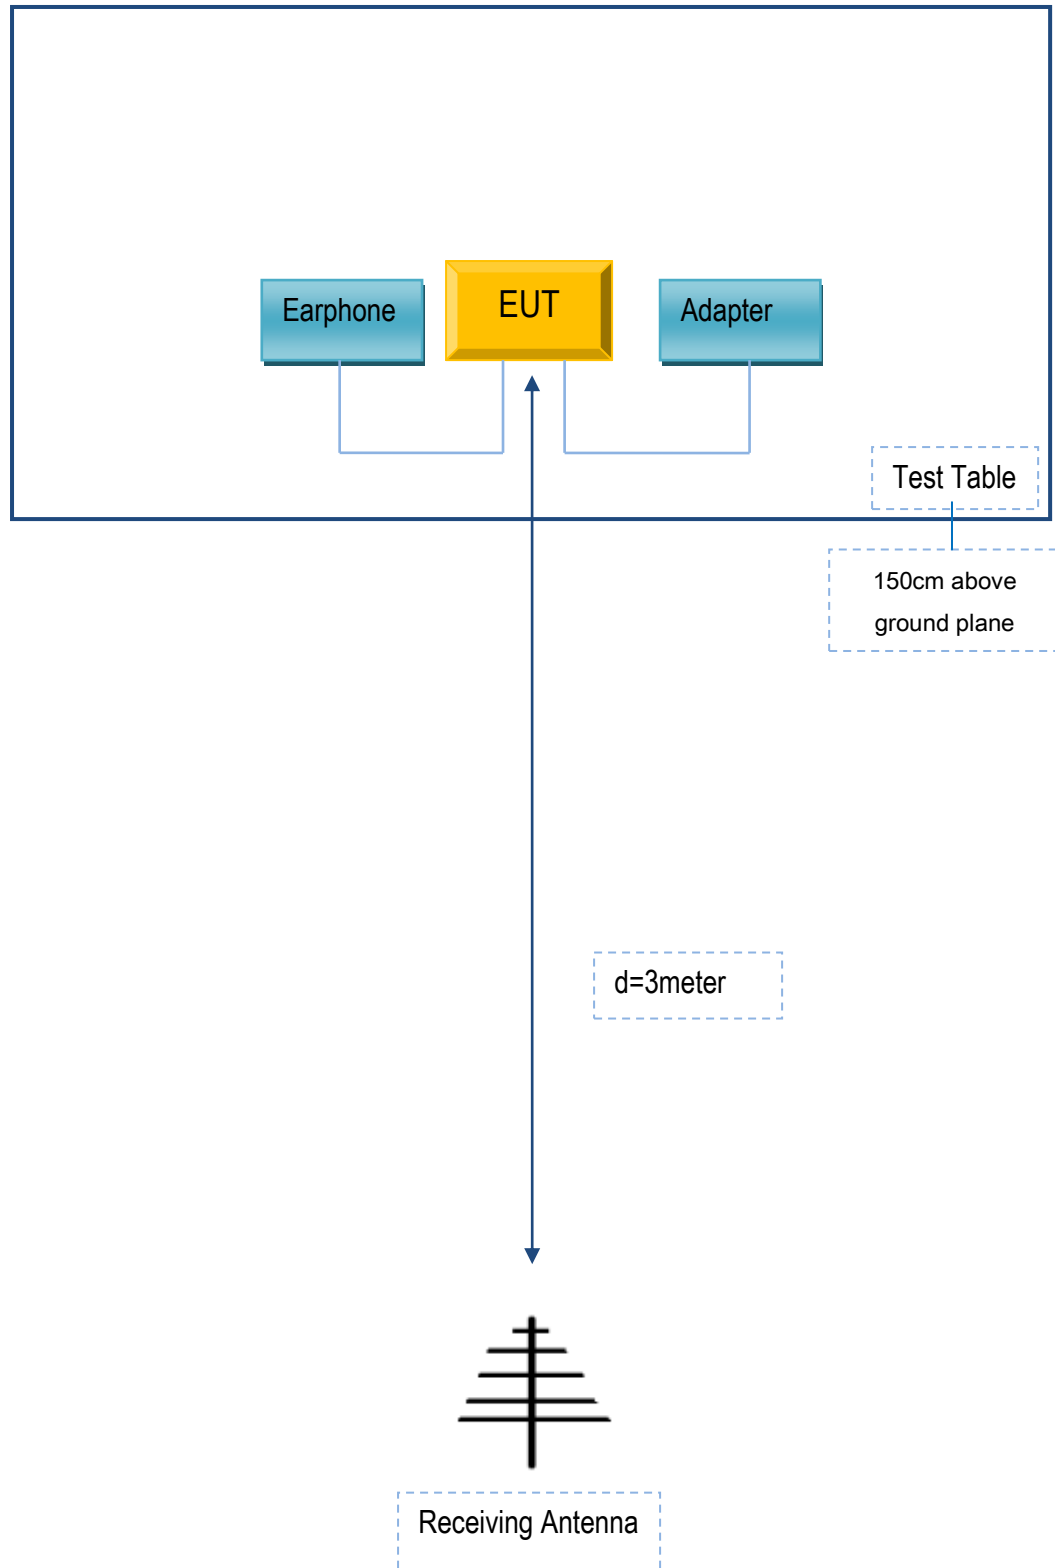 Earphone
EUT
Adapter
Test Table
150cm above
ground plane
d=3meter
Receiving Antenna